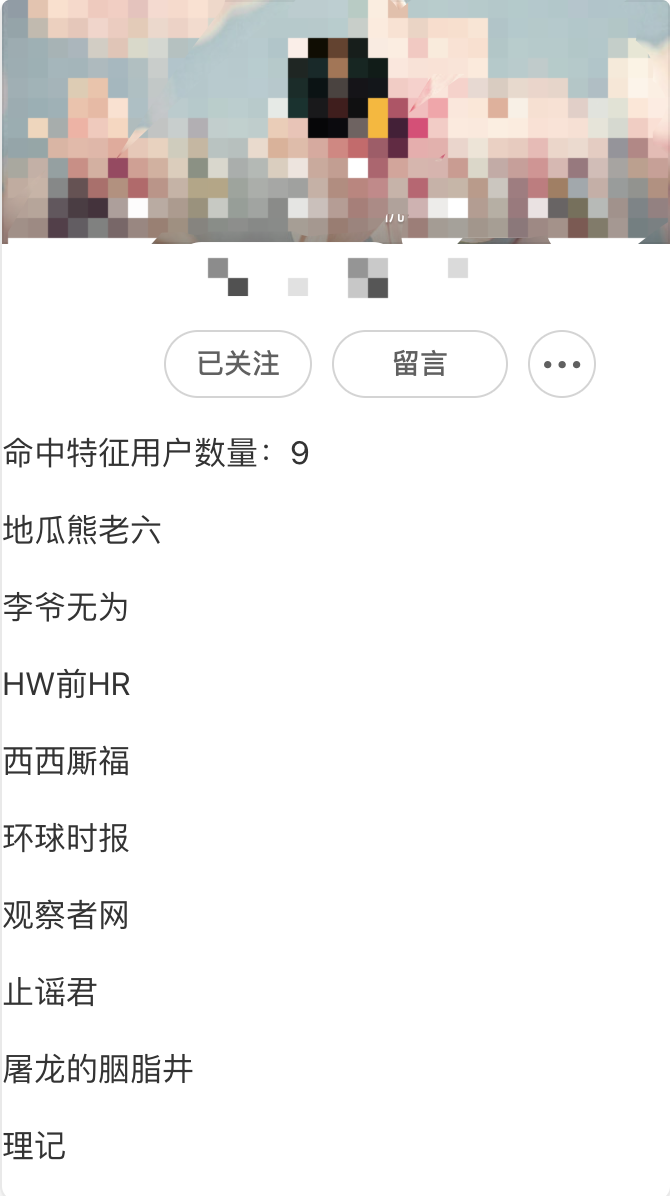 已关注 留言
命中特征用户数量：9
地瓜熊老六
李爷无为
HW前HR
西西厮福
环球时报
观察者网
止谣君
屠龙的胭脂井
理记